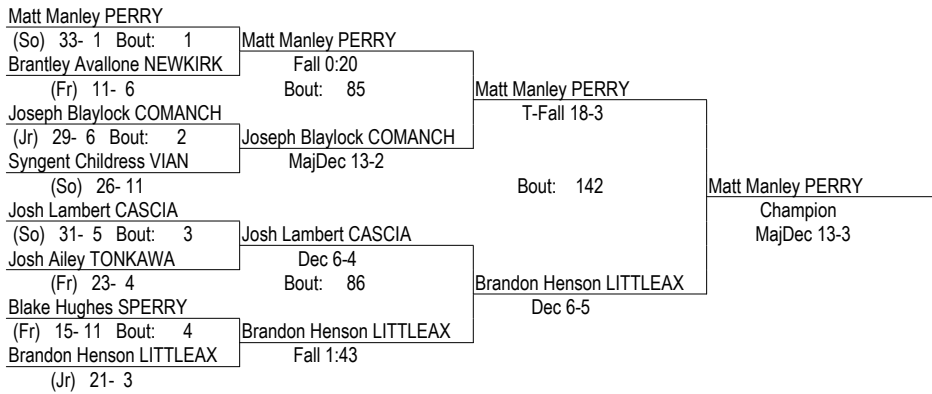 Matt Manley PERRY
(So) 33- 1 Bout: 1 Matt Manley PERRY
Brantley Avallone NEWKIRK Fall 0:20
(Fr) 11- 6 Bout: 85 Matt Manley PERRY
Joseph Blaylock COMANCH T-Fall 18-3
(Jr) 29- 6 Bout: 2 Joseph Blaylock COMANCH
Syngent Childress VIAN MajDec 13-2
(So) 26- 11 Bout: 142 Matt Manley PERRY
Josh Lambert CASCIA Champion
(So) 31- 5 Bout: 3 Josh Lambert CASCIA MajDec 13-3
Josh Ailey TONKAWA Dec 6-4
(Fr) 23- 4 Bout: 86 Brandon Henson LITTLEAX
Blake Hughes SPERRY Dec 6-5
(Fr) 15- 11 Bout: 4 Brandon Henson LITTLEAX
Brandon Henson LITTLEAX Fall 1:43
(Jr) 21- 3